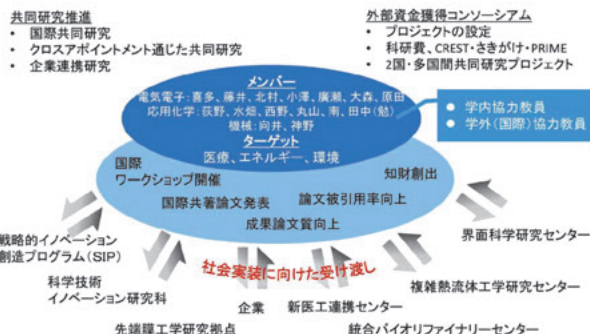 共同研究推進
• 国際共同研究
• クロスアポイントメント通じた共同研究
• 企業連携研究
外部資金獲得コンソーシアム
• プロジェクトの設定
• 科研費、CREST・さきがけ・PRIME
• 2国・多国間共同研究プロジェクト
メンバー
電気電子:喜多、藤井、北村、小澤、廣瀬、大森、原田
応用化学:荻野、水畑、西野、丸山、南、田中(勉)
機械:向井、神野
ターゲット
医療、エネルギー、環境
● 学内協力教員
● 学外(国際)協力教員
国際
ワークショップ開催
知財創出
国際共著論文発表
論文被引用率向上
成果論文質向上
社会実装に向けた受け渡し
戦略的イノベーション
創造プログラム(SIP)
科学技術
イノベーション研究科
先端膜工学研究拠点
企業
新医工連携センター
統合バイオリファイナリーセンター
複雑熱流体工学研究センター
界面科学研究センター